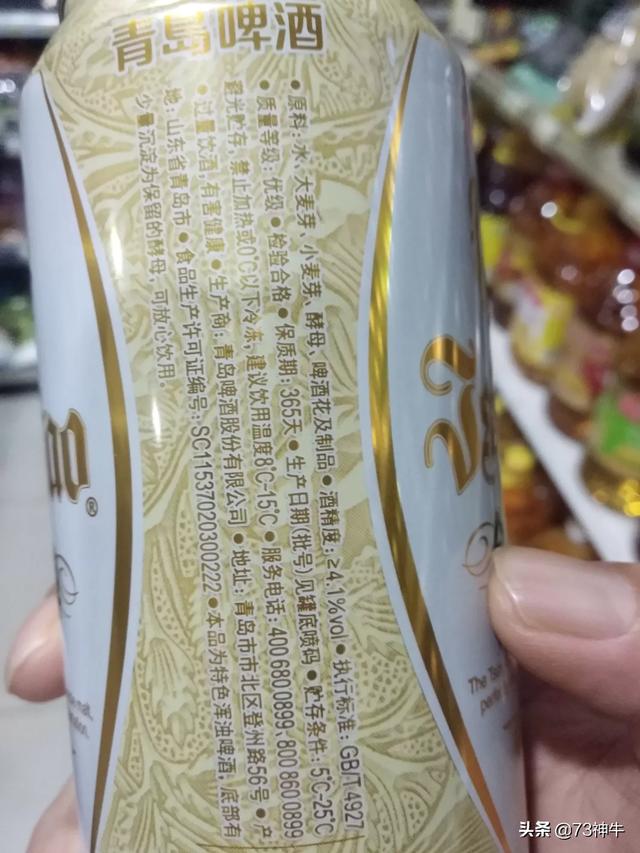 青岛啤酒
• 原料: 水、大麦芽、小麦芽、酵母、啤酒花及制品 • 酒精度: ≥4.1%vol • 执行标准: GB/T 4927
• 质量等级: 优级 • 检验合格 • 保质期: 365天 • 生产日期(批号)见罐底喷码 • 贮存条件: 5℃-25℃
避光贮存, 禁止加热或0℃以下冷冻, 建议饮用温度8℃-15℃ • 服务电话: 400 680 0899 800 860 0899
• 过量饮酒, 有害健康 • 生产商: 青岛啤酒股份有限公司 • 地址: 青岛市市北区登州路56号 • 产
地: 山东省青岛市 • 食品生产许可证编号: SC11537020300222 • 本品为特色浑浊啤酒, 底部有
少量沉淀为保留的酵母, 可放心饮用。
®
The
头条 @73神牛